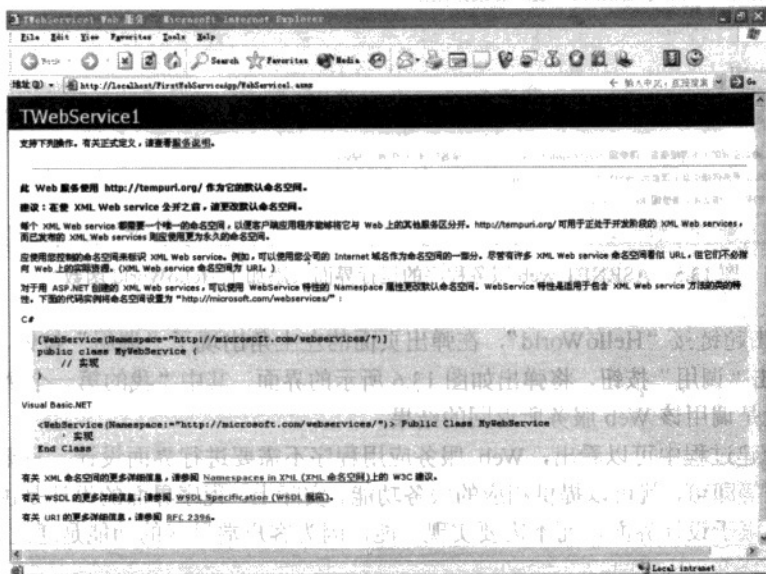 TWebService1 Web 服务 - Microsoft Internet Explorer
File Edit View Favorites Tools Help
Back Search Favorites Media
地址(D) http://localhost/FirstWebServiceApp/WebService1.asmx Go
TWebService1
支持下列操作。有关正式定义，请查看服务说明。
此 Web 服务使用 http://tempuri.org/ 作为它的默认命名空间。
建议：在使 XML Web service 公开之前，请更改默认命名空间。
每个 XML Web service 都需要一个唯一的命名空间，以便客户端应用程序能够将它与 Web 上的其他服务区分开。http://tempuri.org/ 可用于正处于开发阶段的 XML Web services，
而已发布的 XML Web services 则应使用更为永久的命名空间。
应使用您控制的命名空间来标识 XML Web service。例如，可以使用您公司的 Internet 域名作为命名空间的一部分。尽管有许多 XML Web service 命名空间看似 URL，但它们不必指
向 Web 上的实际资源。(XML Web service 命名空间为 URI。)
对于用 ASP.NET 创建的 XML Web services，可以使用 WebService 特性的 Namespace 属性更改默认命名空间。WebService 特性是适用于包含 XML Web service 方法的类的特
性。下面的代码实例将命名空间设置为“http://microsoft.com/webservices/”：
C#
[WebService(Namespace="http://microsoft.com/webservices/")]
public class MyWebService {
// 实现
}
Visual Basic.NET
<WebService(Namespace:="http://microsoft.com/webservices/")> Public Class MyWebService
' 实现
End Class
有关 XML 命名空间的更多详细信息，请参阅 Namespaces in XML (XML 命名空间)上的 W3C 建议。
有关 WSDL 的更多详细信息，请参阅 WSDL Specification (WSDL 规范)。
有关 URI 的更多详细信息，请参阅 RFC 2396。
Local intranet